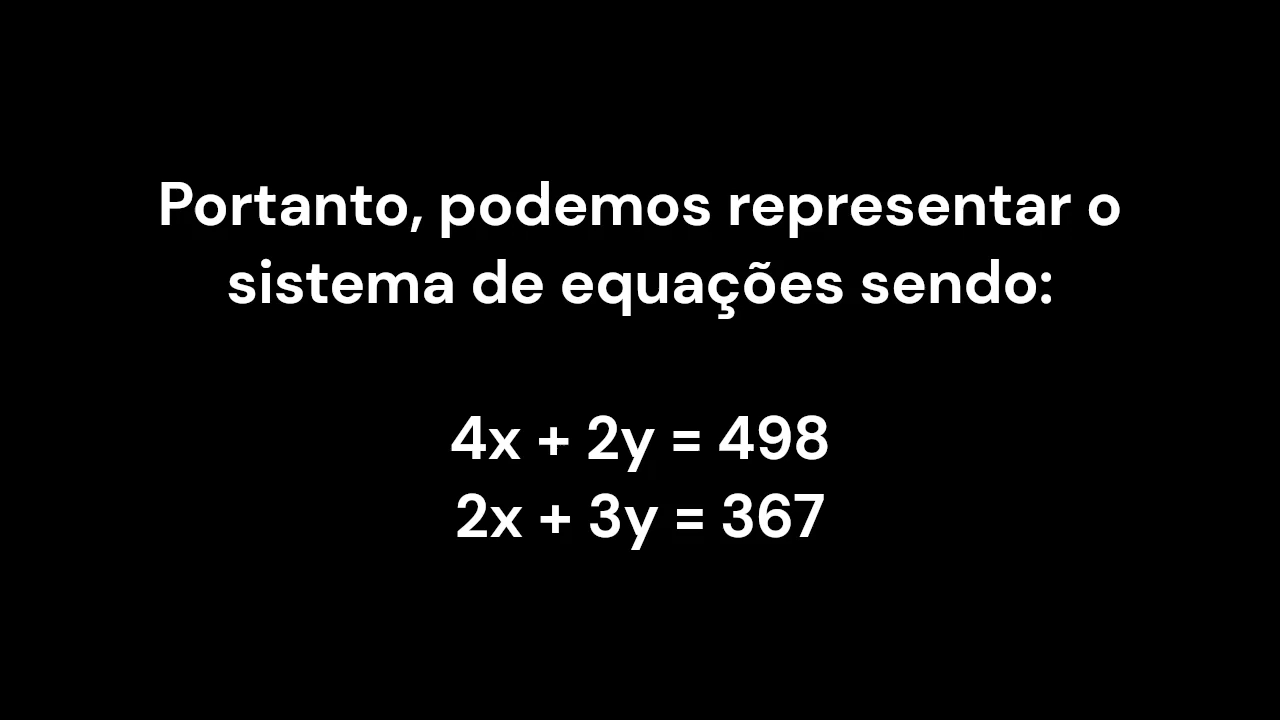 Portanto, podemos representar o
sistema de equações sendo:
4x + 2y = 498
2x + 3y = 367